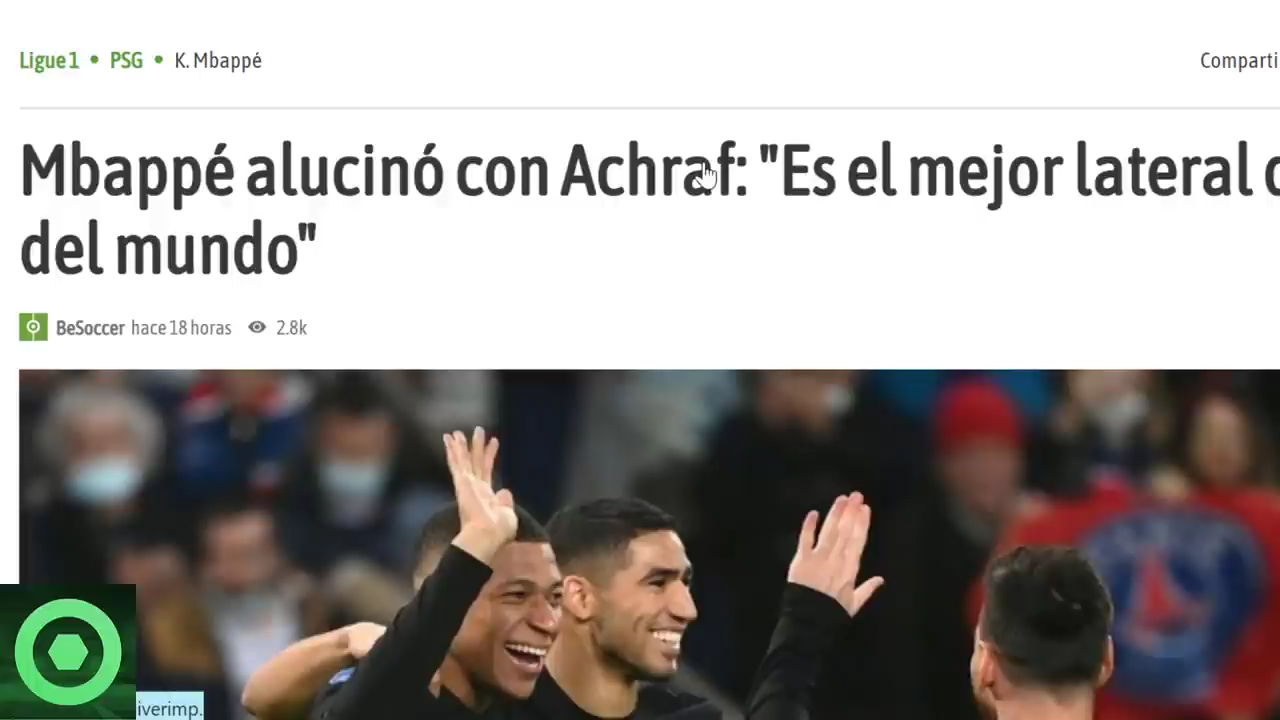 Ligue 1 • PSG • K. Mbappé
Comparti
Mbappé alucinó con Achraf: "Es el mejor lateral
del mundo"
BeSoccer hace 18 horas 2.8k
iverimp.